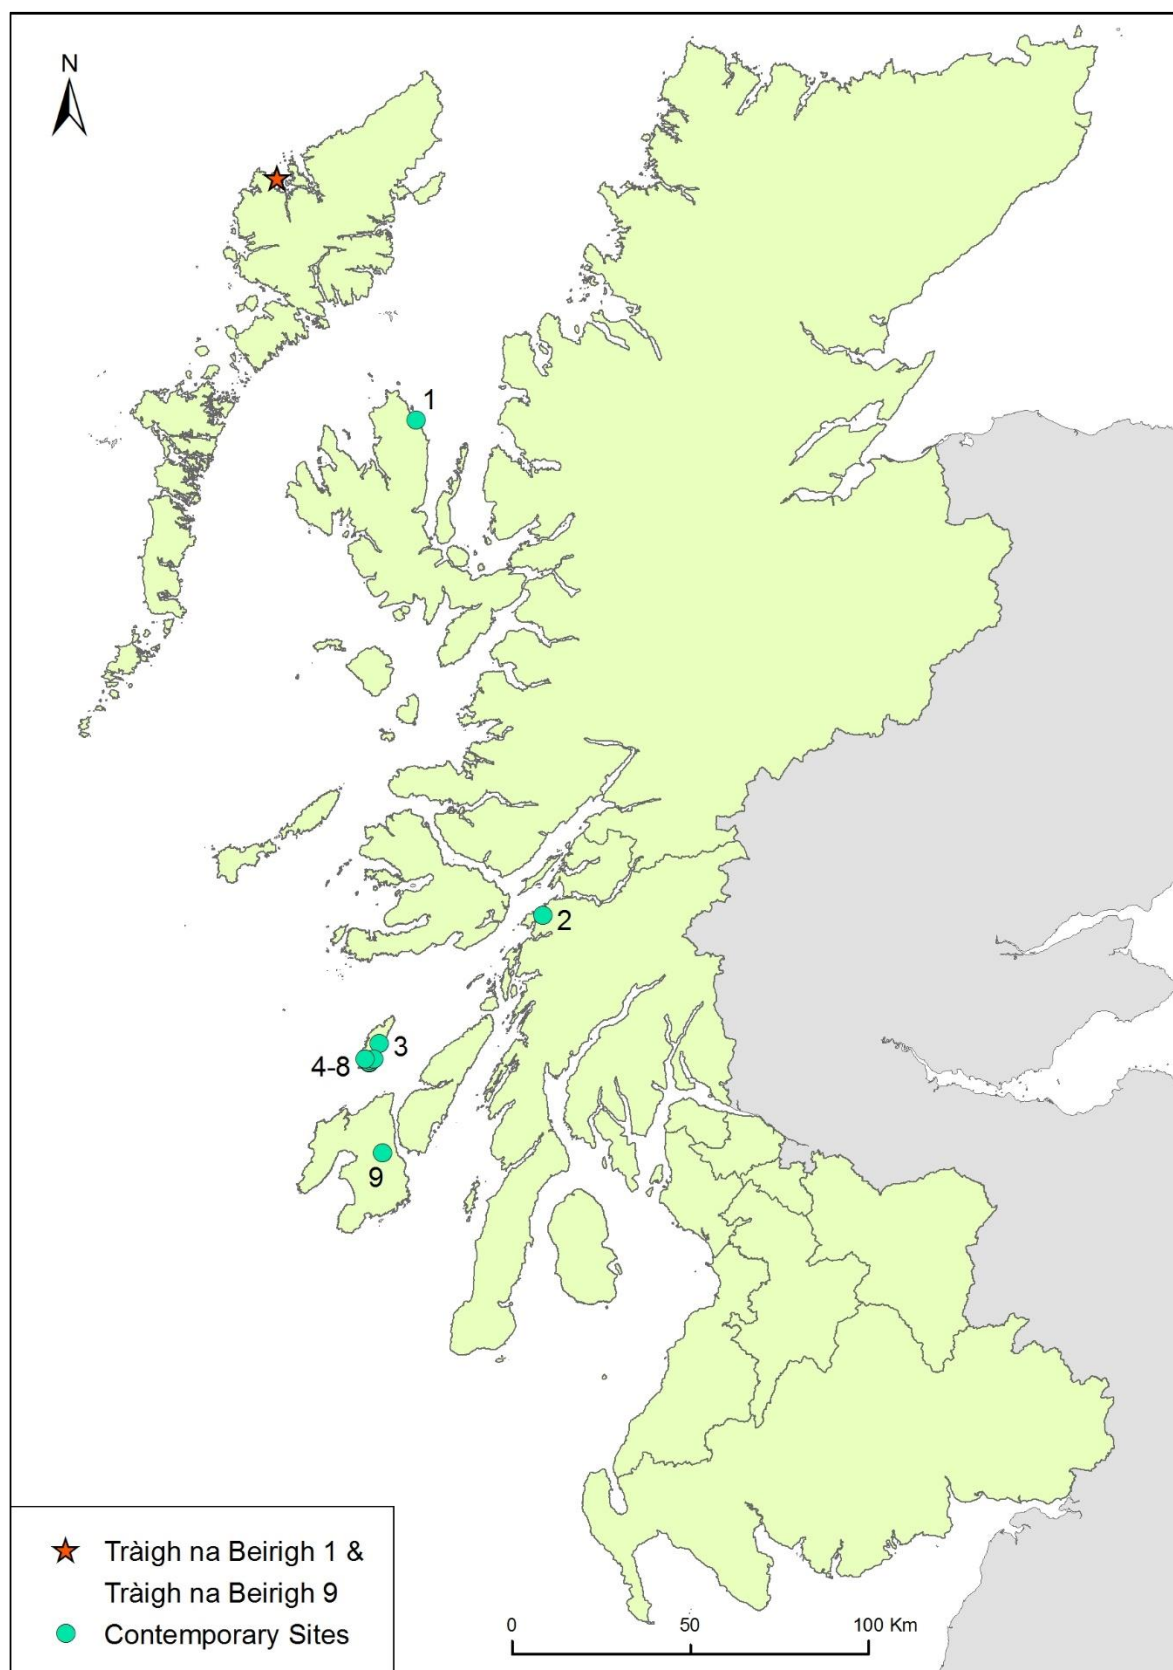 N
1
2
3
4-8
9
Tràigh na Beirigh 1 &
Tràigh na Beirigh 9
Contemporary Sites
0 50 100 Km